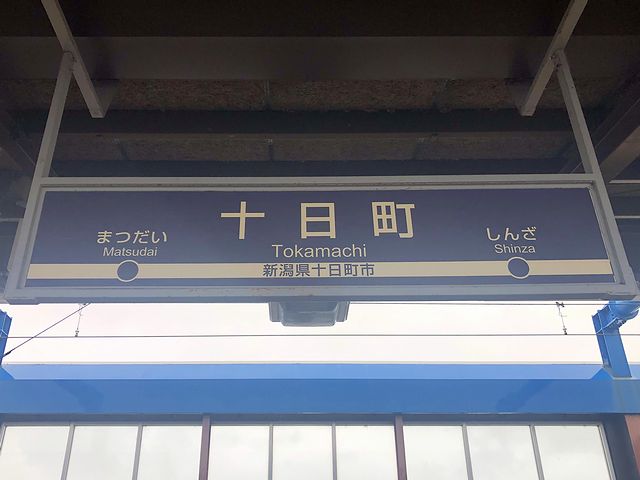 十日町
まつだい
Matsudai
Tokamachi
しんざ
Shinza
新潟県十日町市